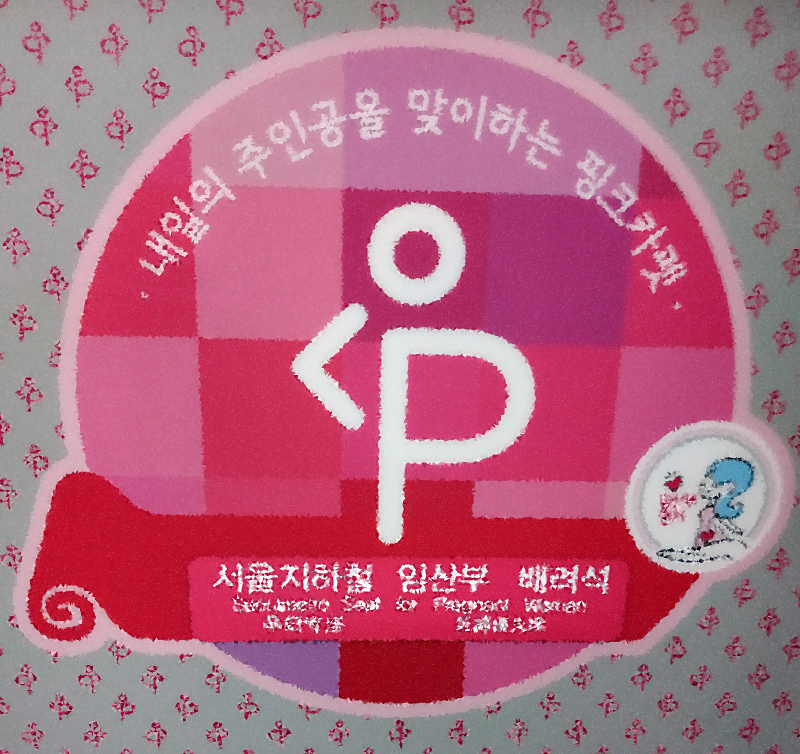 · 내일의 주인공을 맞이하는 핑크카펫 ·
서울지하철 임산부 배려석
Seat for Pregnant Woman